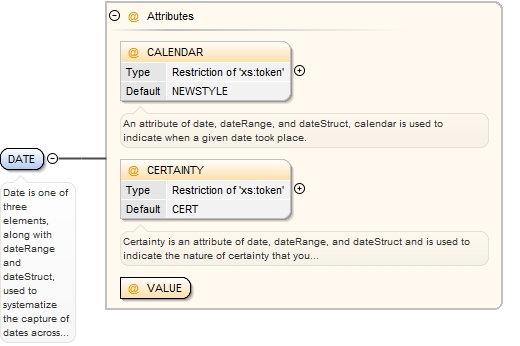 @ Attributes
@ CALENDAR
Type Restriction of 'xs:token'
Default NEWSTYLE
An attribute of date, dateRange, and dateStruct, calendar is used to
indicate when a given date took place.
DATE
@ CERTAINTY
Type Restriction of 'xs:token'
Default CERT
Certainty is an attribute of date, dateRange, and dateStruct and is used to
indicate the nature of certainty that you...
@ VALUE
Date is one of
three
elements,
along with
dateRange
and
dateStruct,
used to
systematize
the capture of
dates across...